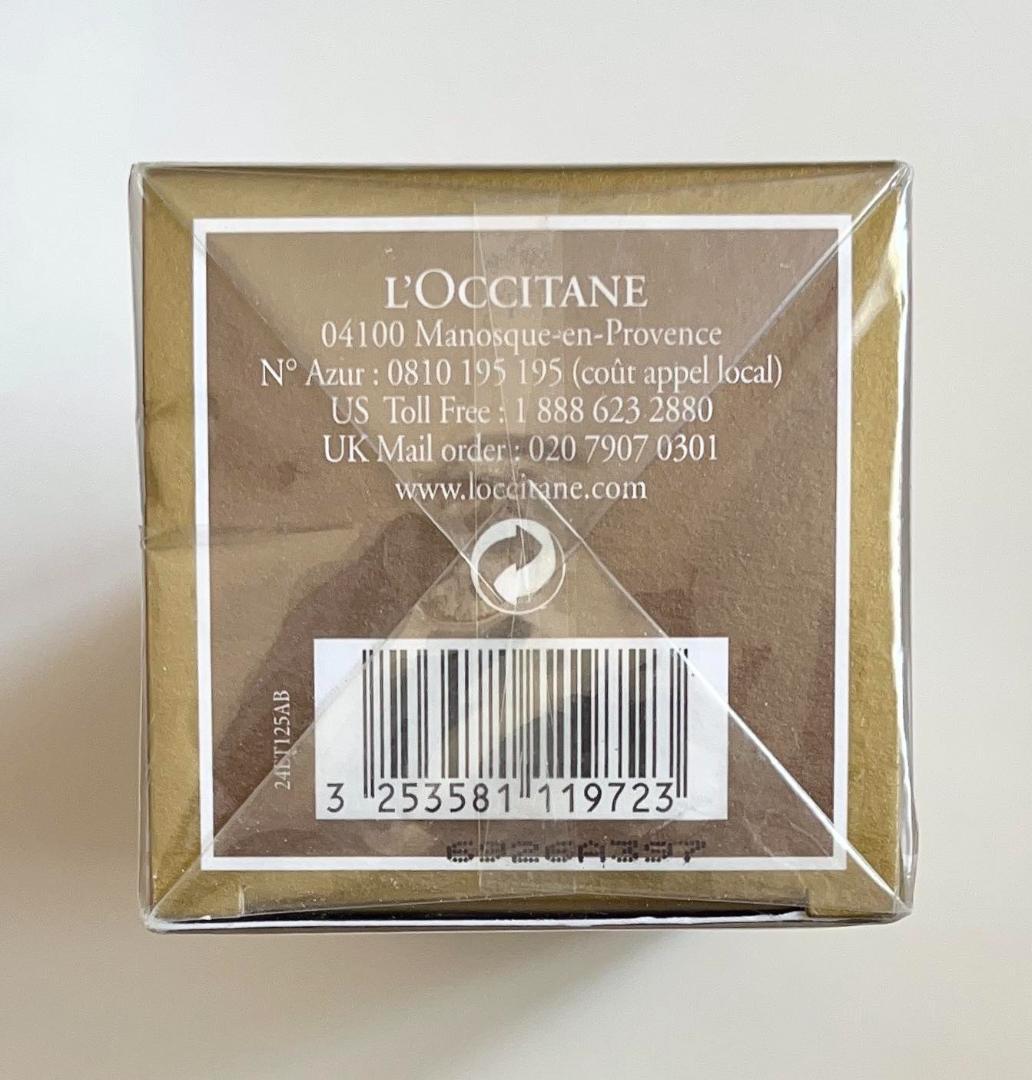 L'OCCITANE
04100 Manosque-en-Provence
N° Azur : 0810 195 195 (coût appel local)
US Toll Free : 1 888 623 2880
UK Mail order : 020 7907 0301
www.loccitane.com
24ET125AB
3 253581 119723